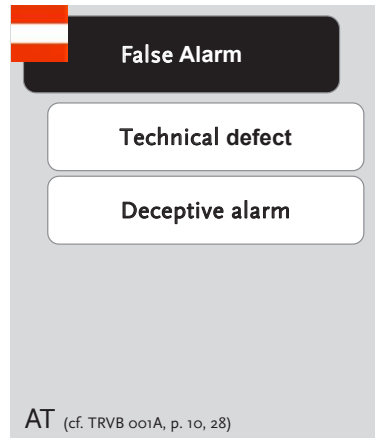 False Alarm
Technical defect
Deceptive alarm
AT (cf. TRVB 001A, p. 10, 28)